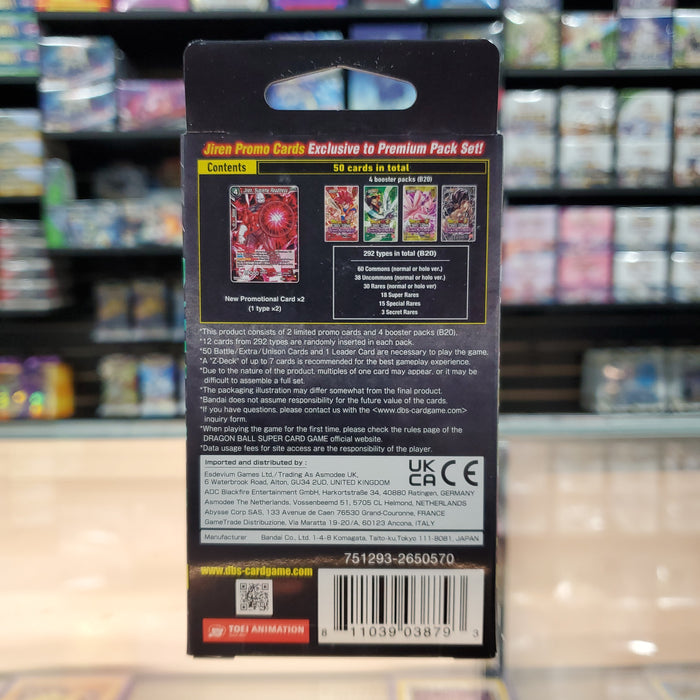 Jiren Promo Cards Exclusive to Premium Pack Set!
Contents
50 cards in total
Jiren, Superior Readiness
New Promotional Card ×2
(1 type ×2)
4 booster packs (B20)
292 types in total (B20)
60 Commons (normal or holo ver.)
38 Uncommons (normal or holo ver.)
30 Rares (normal or holo ver)
18 Super Rares
15 Special Rares
3 Secret Rares
*This product consists of 2 limited promo cards and 4 booster packs (B20).
*12 cards from 292 types are randomly inserted in each pack.
*50 Battle/Extra/Unison Cards and 1 Leader Card are necessary to play the game.
*A "Z-Deck" of up to 7 cards is recommended for the best gameplay experience.
*Due to the nature of the product, multiples of one card may appear, or it may be
difficult to assemble a full set.
*The packaging illustration may differ somewhat from the final product.
*Bandai does not assume responsibility for the future value of the cards.
*If you have questions, please contact us with the <www.dbs-cardgame.com>
inquiry form.
*When playing the game for the first time, please check the rules page of the
DRAGON BALL SUPER CARD GAME official website.
*Data usage fees for site access are the responsibility of the player.
Imported and distributed by :
Esdevium Games Ltd./Trading As Asmodee UK,
6 Waterbrook Road, Alton, GU34 2UD, UNITED KINGDOM
ADC Blackfire Entertainment GmbH, Harkortstraße 34, 40880 Ratingen, GERMANY
Asmodee The Netherlands, Vossenbeemd 51, 5705 CL Helmond, NETHERLANDS
Abysse Corp SAS, 133 Avenue de Caen 76530 Grand-Couronne, FRANCE
GameTrade Distribuzione, Via Maratta 19-20/A, 60123 Ancona, ITALY
UK
CA CE
Manufacturer Bandai Co., Ltd. 1-4-8 Komagata, Taito-ku,Tokyo 111-8081, JAPAN
751293-2650570
www.dbs-cardgame.com
TOEI ANIMATION
8 11039 03879 3